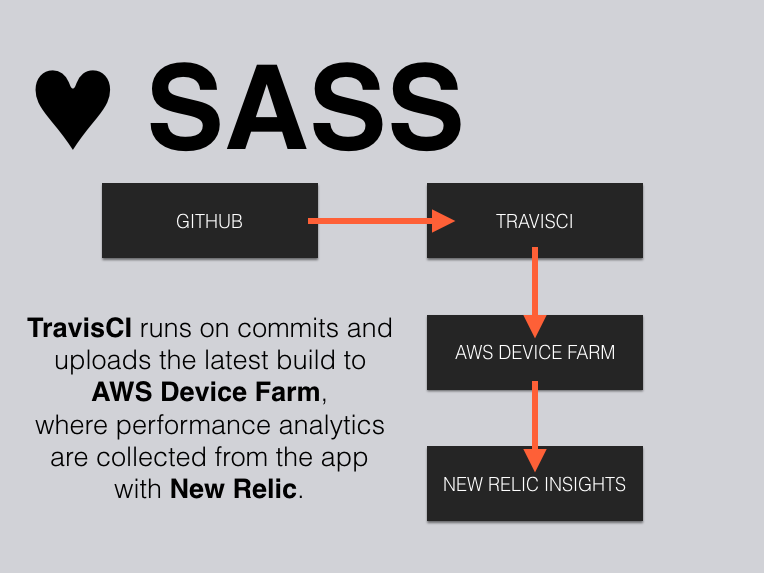 ♥ SASS
GITHUB
TRAVISCI
TravisCI runs on commits and
uploads the latest build to
AWS Device Farm,
where performance analytics
are collected from the app
with New Relic.
AWS DEVICE FARM
NEW RELIC INSIGHTS